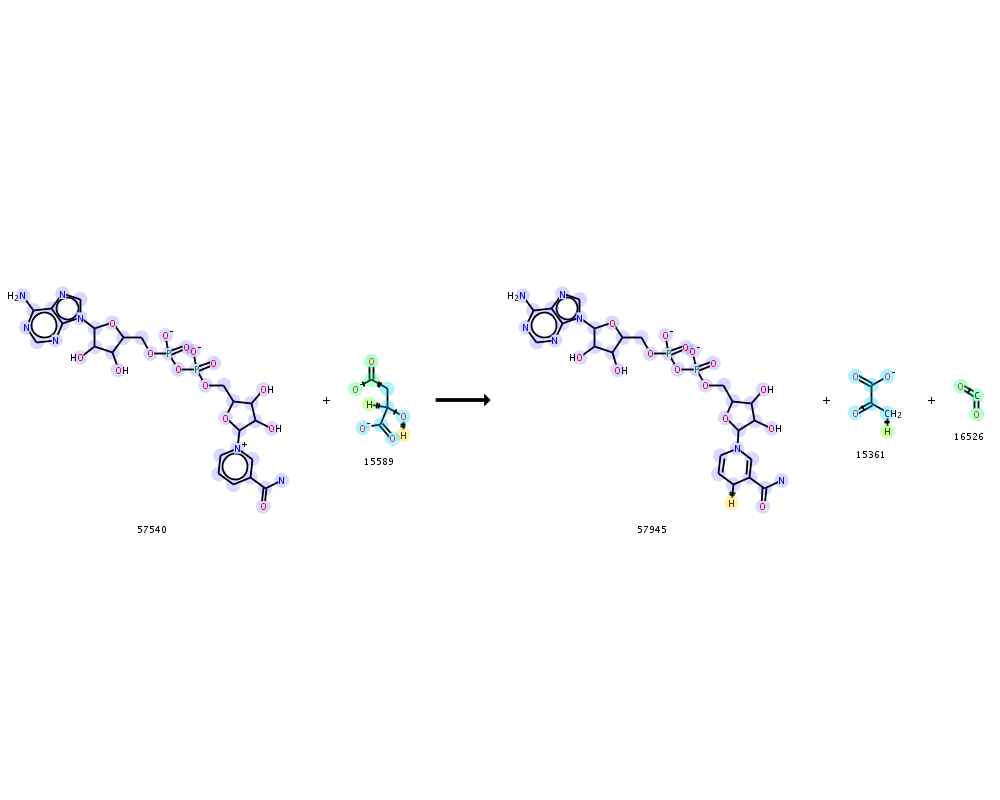 H2N N N N N O HO OH O O- P O O O- P O O OH OH O N+ N O
57540
+
O O- H O- O O H
15589
H2N N N N N O HO OH O O- P O O O- P O O OH OH O N N O H
57945
+
O O- O CH2 H
15361
+
O C O
16526